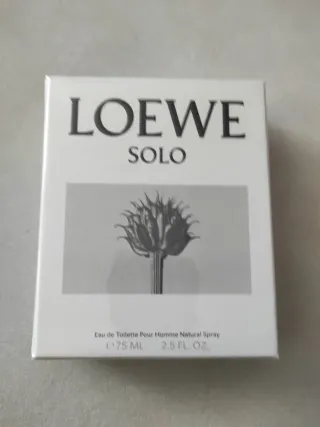 LOEWE
SOLO
Eau de Toilette Pour Homme Natural Spray
℮75 ML 2.5 FL. OZ.